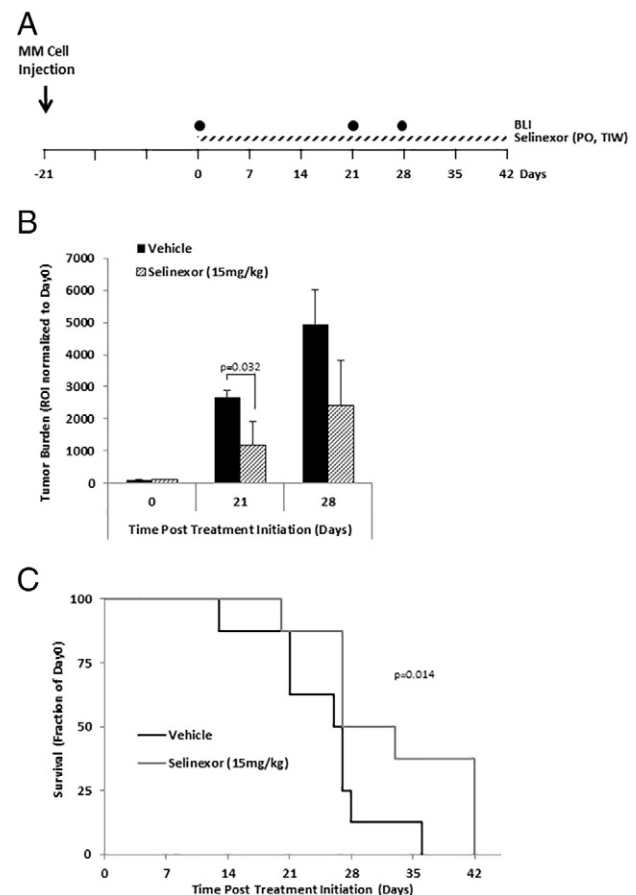 A
MM Cell
Injection
BLI
Selinexor (PO, TIW)
-21 0 7 14 21 28 35 42 Days
B
Vehicle
Selinexor (15mg/kg)
7000
6000
5000
4000
3000
2000
1000
0
p=0.032
Tumor Burden (ROI normalized to Day0)
0 21 28
Time Post Treatment Initiation (Days)
C
100
75
50
25
0
Survival (Fraction of Day0)
p=0.014
Vehicle
Selinexor (15mg/kg)
0 7 14 21 28 35 42
Time Post Treatment Initiation (Days)